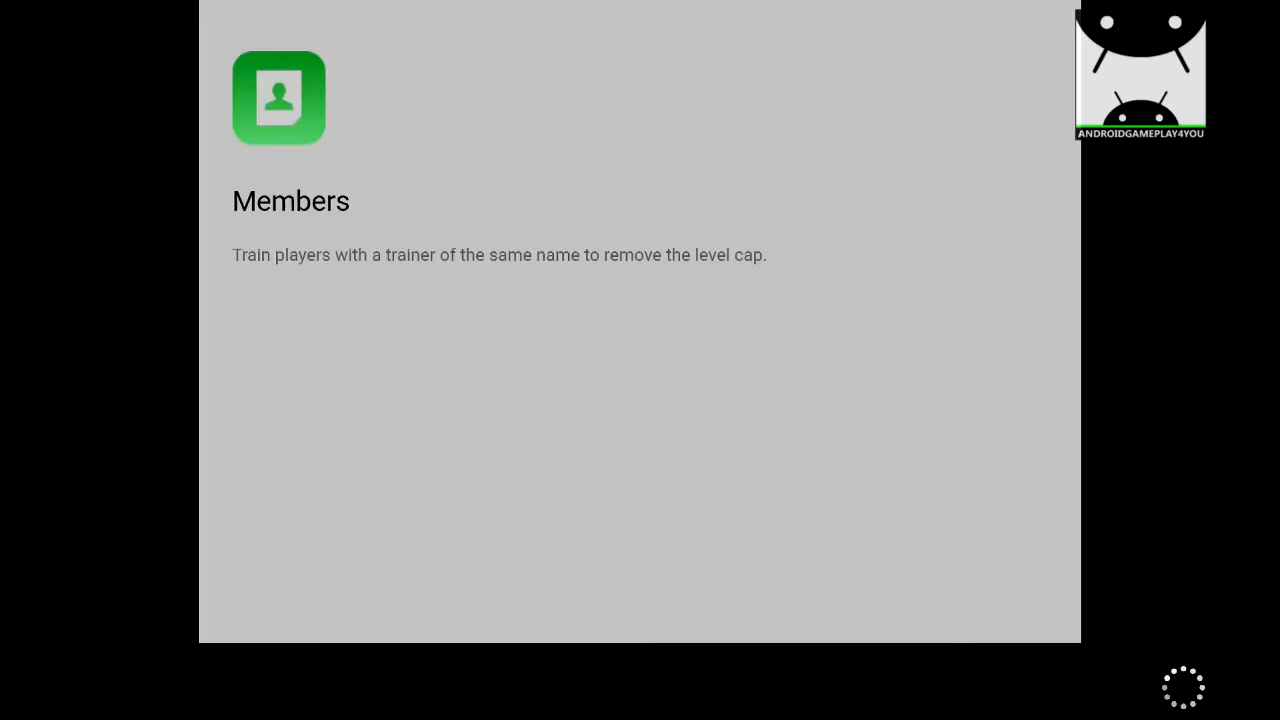 ANDROIDGAMEPLAY4YOU
Members
Train players with a trainer of the same name to remove the level cap.